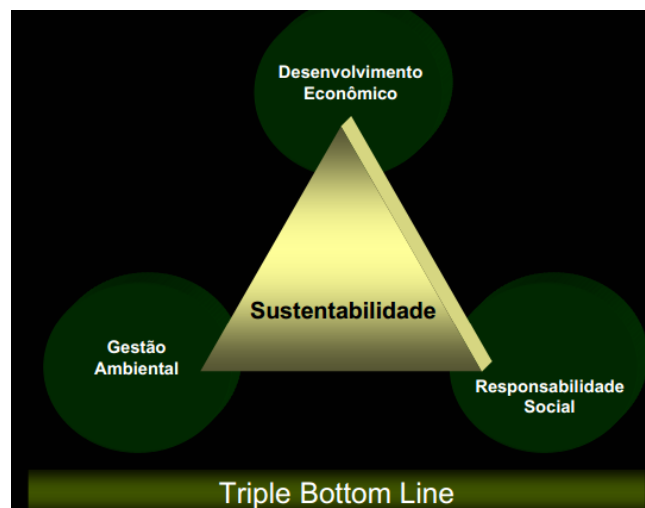 Desenvolvimento
Econômico
Sustentabilidade
Gestão
Ambiental
Responsabilidade
Social
Triple Bottom Line